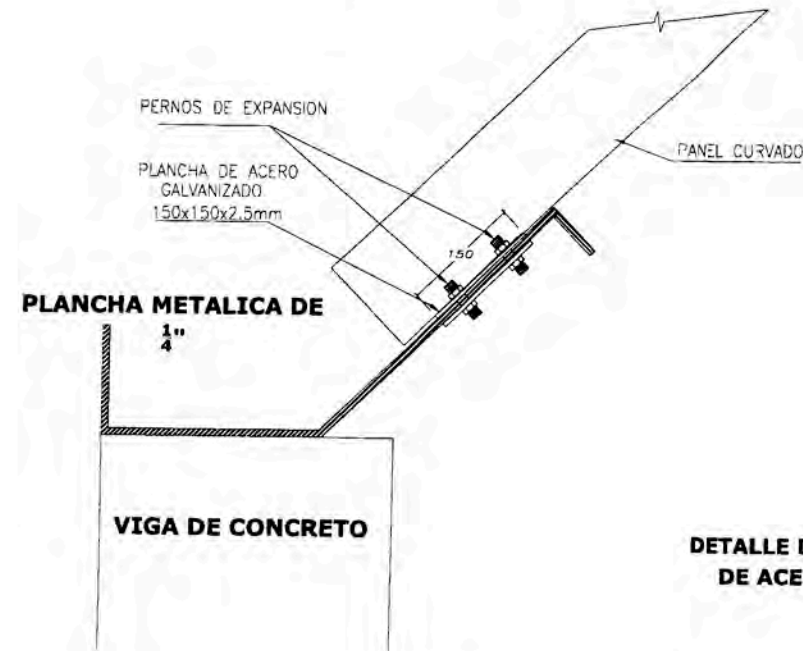 PERNOS DE EXPANSION
PANEL CURVADO
PLANCHA DE ACERO
GALVANIZADO
150x150x2.5mm
150
PLANCHA METALICA DE
1/4"
VIGA DE CONCRETO
DETALLE
DE ACE